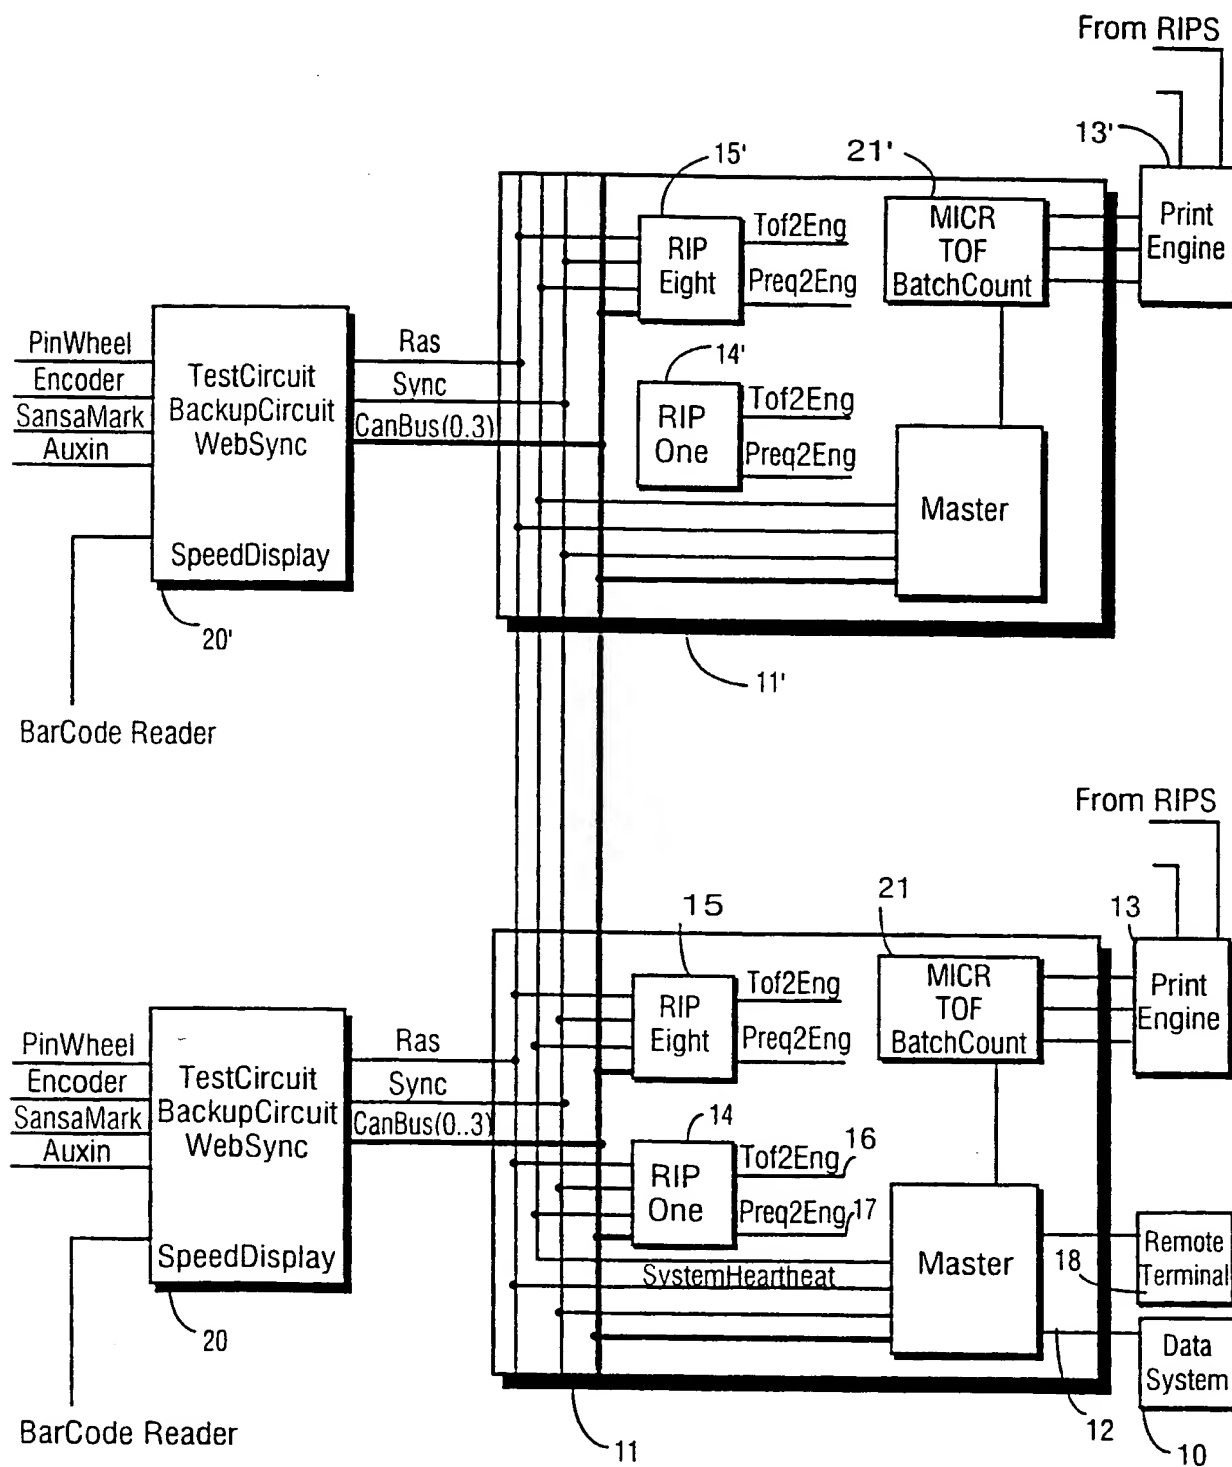 From RIPS
13'
15'
21'
RIP
Eight
Tof2Eng
Preq2Eng
MICR
TOF
BatchCount
Print
Engine
PinWheel
Encoder
SansaMark
Auxin
TestCircuit
BackupCircuit
WebSync
SpeedDisplay
Ras
Sync
CanBus(0.3)
14'
RIP
One
Tof2Eng
Preq2Eng
Master
20'
11'
BarCode Reader
From RIPS
15
21
13
RIP
Eight
Tof2Eng
Preq2Eng
MICR
TOF
BatchCount
Print
Engine
PinWheel
Encoder
SansaMark
Auxin
TestCircuit
BackupCircuit
WebSync
SpeedDisplay
Ras
Sync
CanBus(0..3)
14
RIP
One
Tof2Eng
16
Preq2Eng
17
SystemHeartheat
Master
Remote
Terminal
18
Data
System
20
11
12
10
BarCode Reader